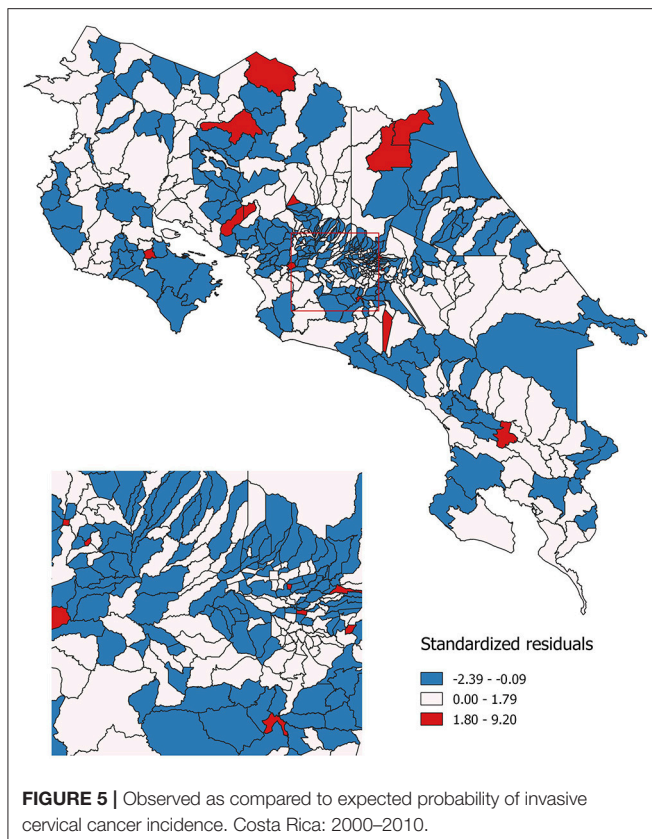 Standardized residuals
-2.39 - -0.09
0.00 - 1.79
1.80 - 9.20
FIGURE 5 | Observed as compared to expected probability of invasive
cervical cancer incidence. Costa Rica: 2000–2010.